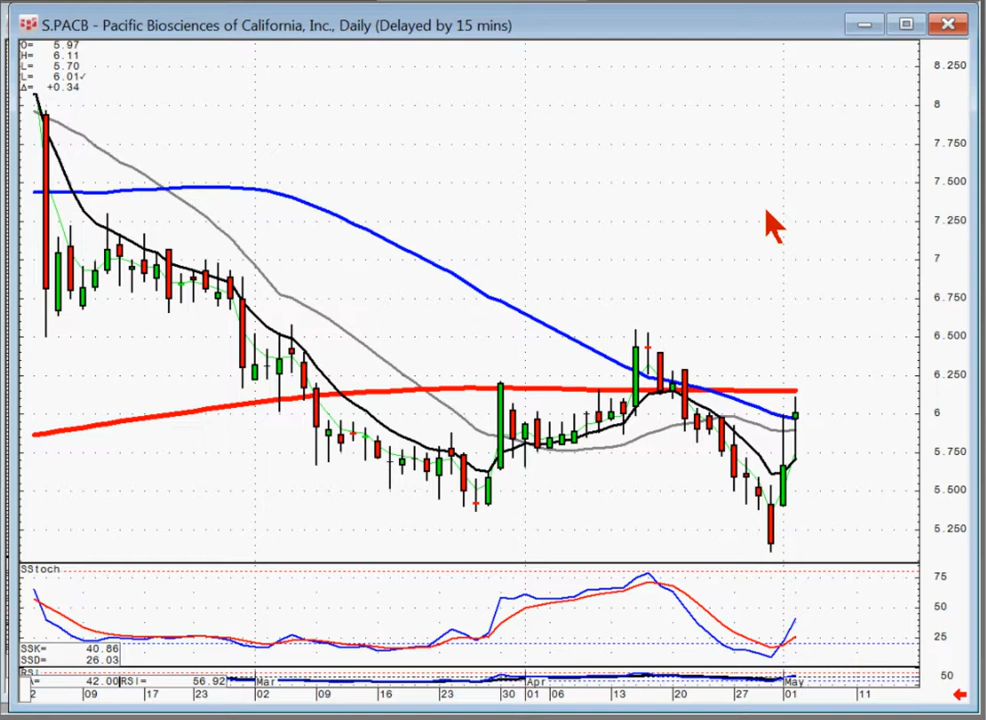 S.PACB - Pacific Biosciences of California, Inc., Daily (Delayed by 15 mins)
O= 5.97
H= 6.11
L= 5.70
L= 6.01✓
Δ= +0.34
8.250
8
7.750
7.500
7.250
7
6.750
6.500
6.250
6
5.750
5.500
5.250
SStoch
75
50
25
SSK= 40.86
SSD= 26.03
RSI
42.00 RSI= 56.92
50
2 09 17 23 02 Mar 09 16 23 30 01 Apr 06 13 20 27 01 May 11